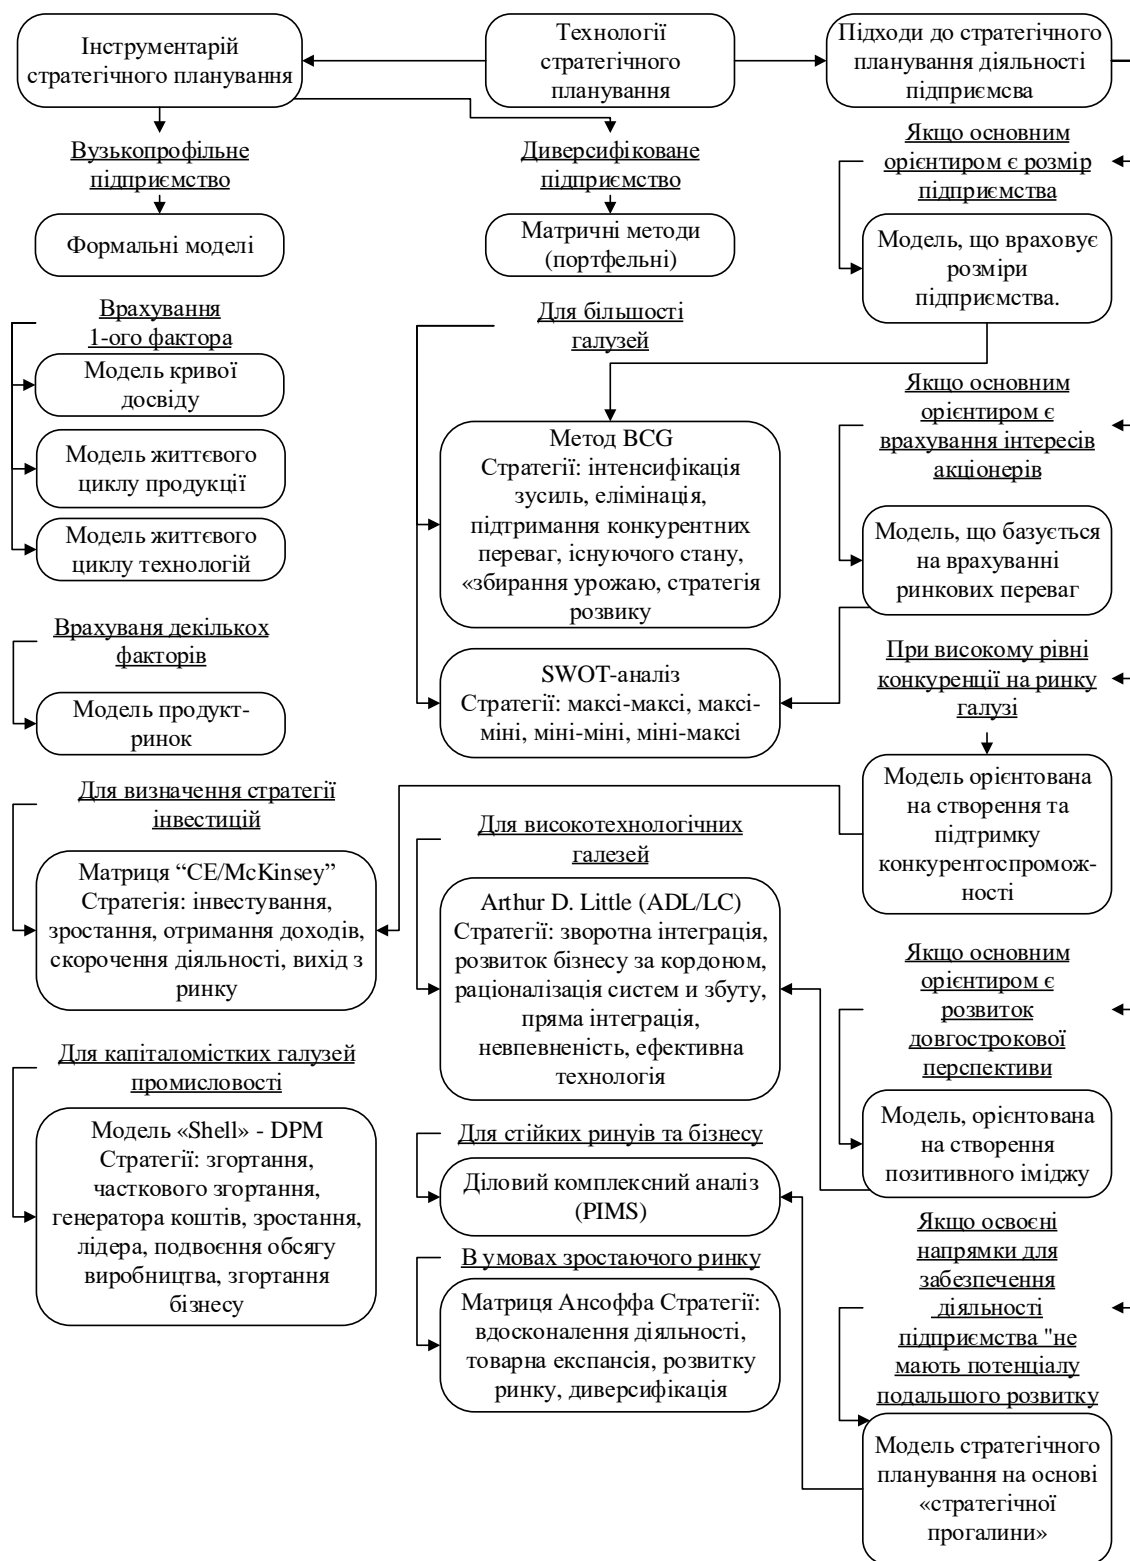 Інструментарій
стратегічного планування
Технології
стратегічного
планування
Підходи до стратегічного
планування діяльності
підприємсва
Вузькопрофільне
підприємство
Формальні моделі
Диверсифіковане
підприємство
Матричні методи
(портфельні)
Якщо основним
орієнтиром є розмір
підприємства
Модель, що враховує
розміри
підприємства.
Врахування
1-ого фактора
Модель кривої
досвіду
Модель життєвого
циклу продукції
Модель життєвого
циклу технологій
Врахуваня декількох
факторів
Модель продукт-
ринок
Для більшості
галузей
Метод BCG
Стратегії: інтенсифікація
зусиль, елімінація,
підтримання конкурентних
переваг, існуючого стану,
«збирання урожаю, стратегія
розвику
SWOT-аналіз
Стратегії: максі-максі, максі-
міні, міні-міні, міні-максі
Якщо основним
орієнтиром є
врахування інтересів
акціонерів
Модель, що базується
на врахуванні
ринкових переваг
При високому рівні
конкуренції на ринку
галузі
Модель орієнтована
на створення та
підтримку
конкурентоспромож-
ності
Для визначення стратегії
інвестицій
Матриця “CE/McKinsey”
Стратегія: інвестування,
зростання, отримання доходів,
скорочення діяльності, вихід з
ринку
Для капіталомістких галузей
промисловості
Модель «Shell» - DPM
Стратегії: згортання,
часткового згортання,
генератора коштів, зростання,
лідера, подвоєння обсягу
виробництва, згортання
бізнесу
Для високотехнологічних
галезей
Arthur D. Little (ADL/LC)
Стратегії: зворотна інтеграція,
розвиток бізнесу за кордоном,
раціоналізація систем и збуту,
пряма інтеграція,
невпевненість, ефективна
технологія
Для стійких ринуів та бізнесу
Діловий комплексний аналіз
(PIMS)
В умовах зростаючого ринку
Матриця Ансоффа Стратегії:
вдосконалення діяльності,
товарна експансія, розвитку
ринку, диверсифікація
Якщо основним
орієнтиром є
розвиток
довгострокової
перспективи
Модель, орієнтована
на створення
позитивного іміджу
Якщо освоєні
напрямки для
забезпечення
діяльності
підприємства "не
мають потенціалу
подальшого розвитку
Модель стратегічного
планування на основі
«стратегічної
прогалини»